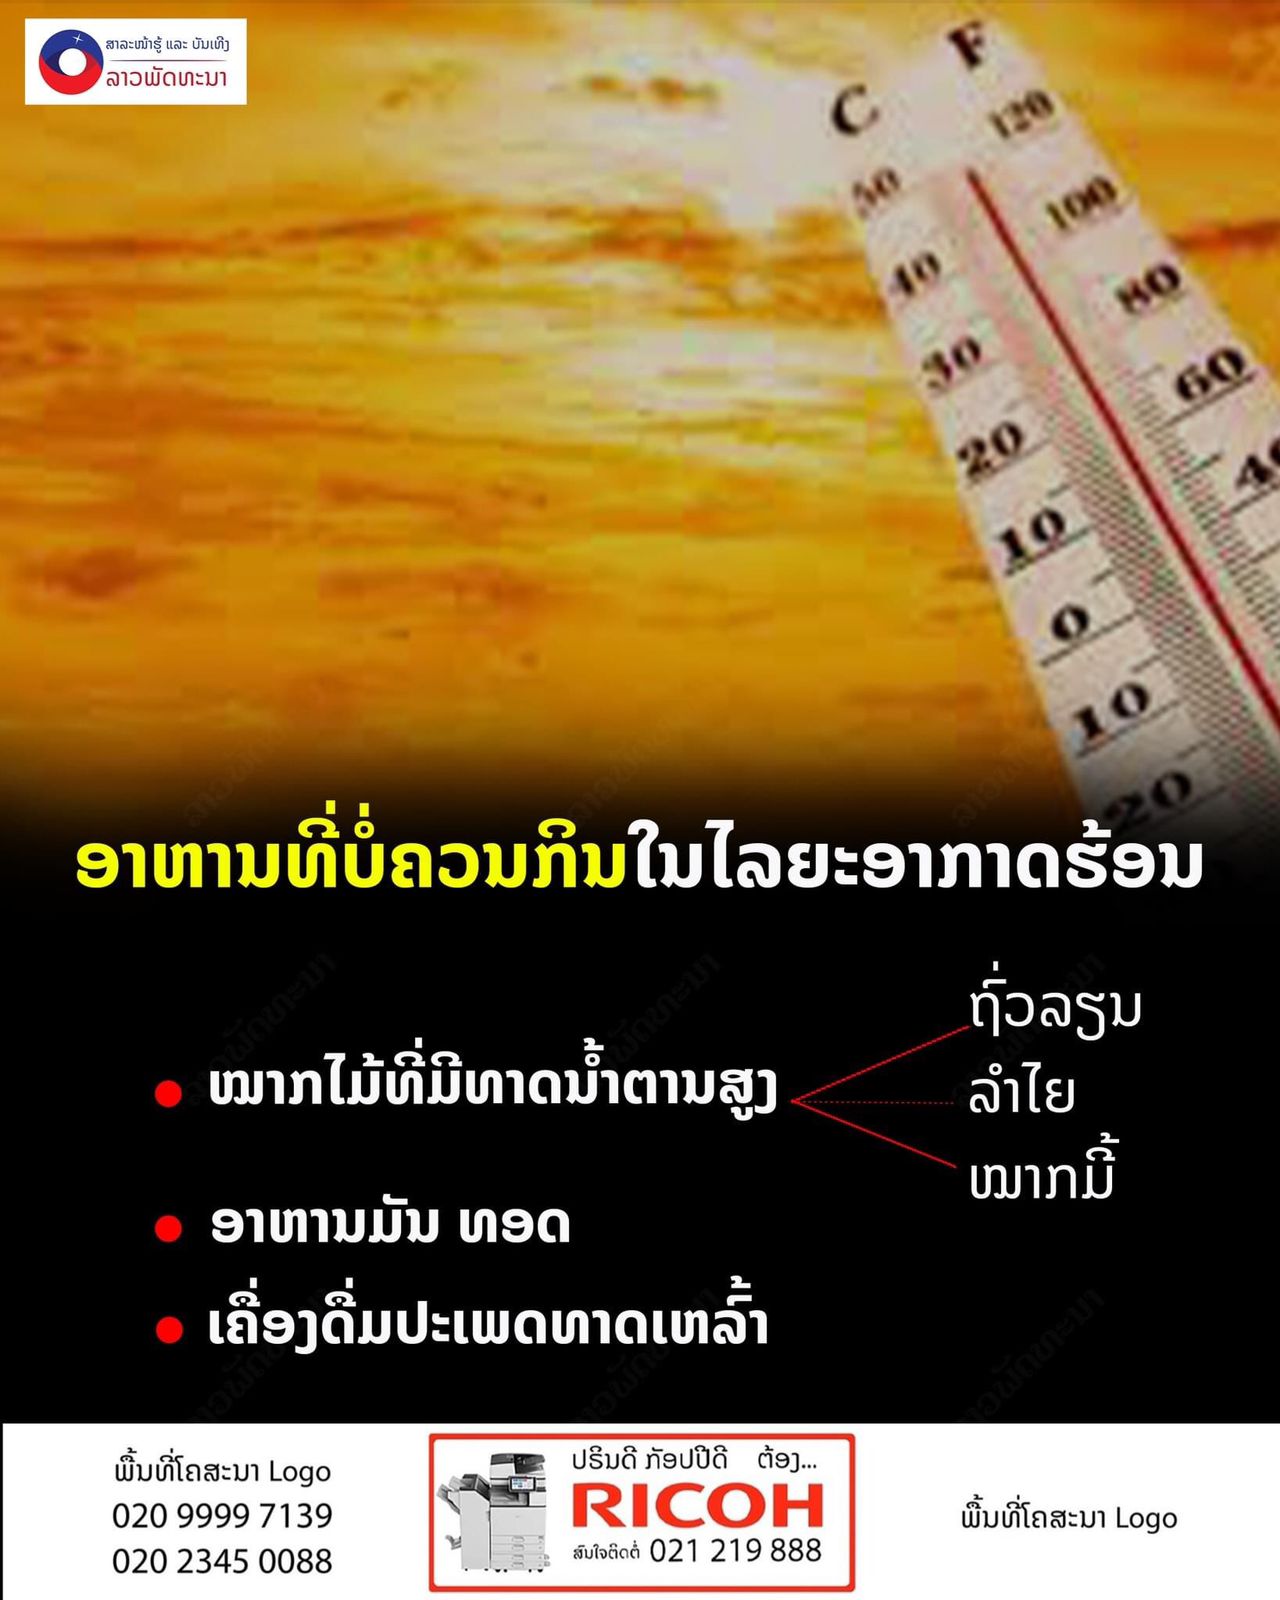 ສາລະໜ້າຮູ້ ແລະ ບັນເທີງ
ລາວພັດທະນາ
C F
120
50
100
40
80
30
60
20
40
10
0
10
20
ອາຫານທີ່ບໍ່ຄວນກິນໃນໄລຍະອາກາດຮ້ອນ
● ໝາກໄມ້ທີ່ມີທາດນ້ຳຕານສູງ
ຖົ່ວລຽນ
ລຳໄຍ
ໝາກມີ້
● ອາຫານມັນ ທອດ
● ເຄື່ອງດື່ມປະເພດທາດເຫລົ້າ
ພື້ນທີ່ໂຄສະນາ Logo
020 9999 7139
020 2345 0088
ປຣິນດີ ກັອປປີດີ ຕ້ອງ...
RICOH
ສົນໃຈຕິດຕໍ່ 021 219 888
ພື້ນທີ່ໂຄສະນາ Logo